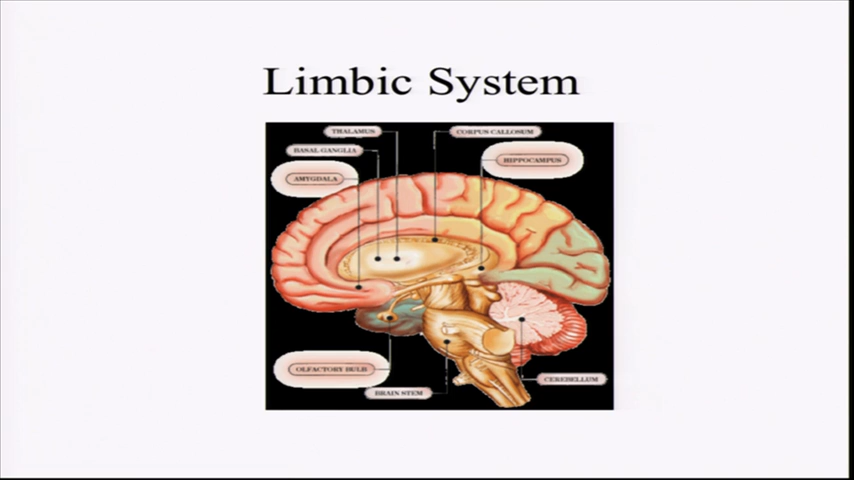 Limbic System
THALAMUS
CORPUS CALLOSUM
BASAL GANGLIA
HIPPOCAMPUS
AMYGDALA
OLFACTORY BULB
CEREBELLUM
BRAIN STEM